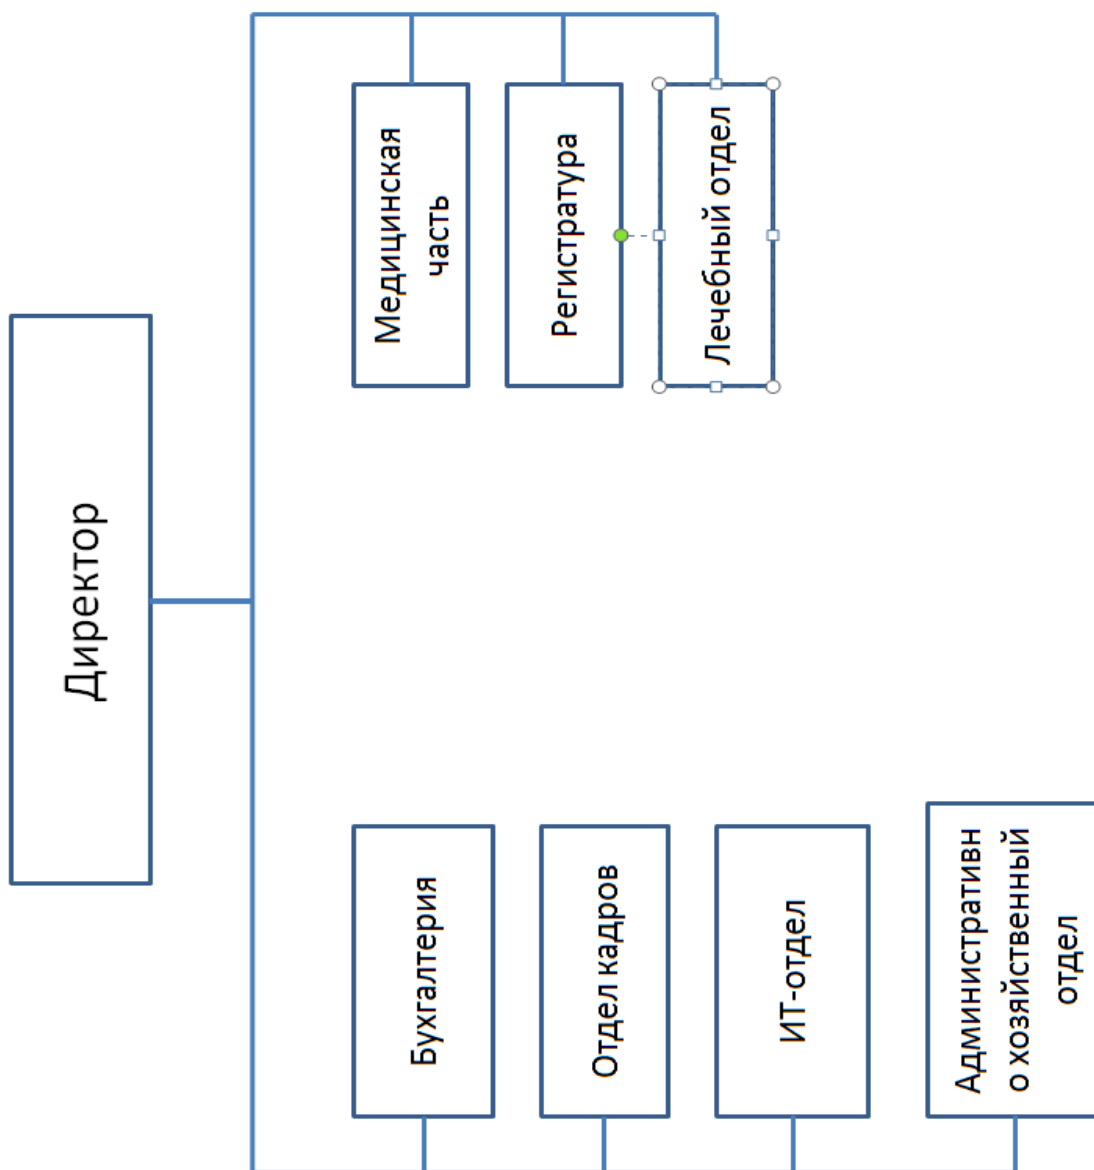 Директор
Бухгалтерия
Отдел кадров
ИТ-отдел
Административн
о хозяйственный
отдел
Медицинская
часть
Регистратура
Лечебный отдел